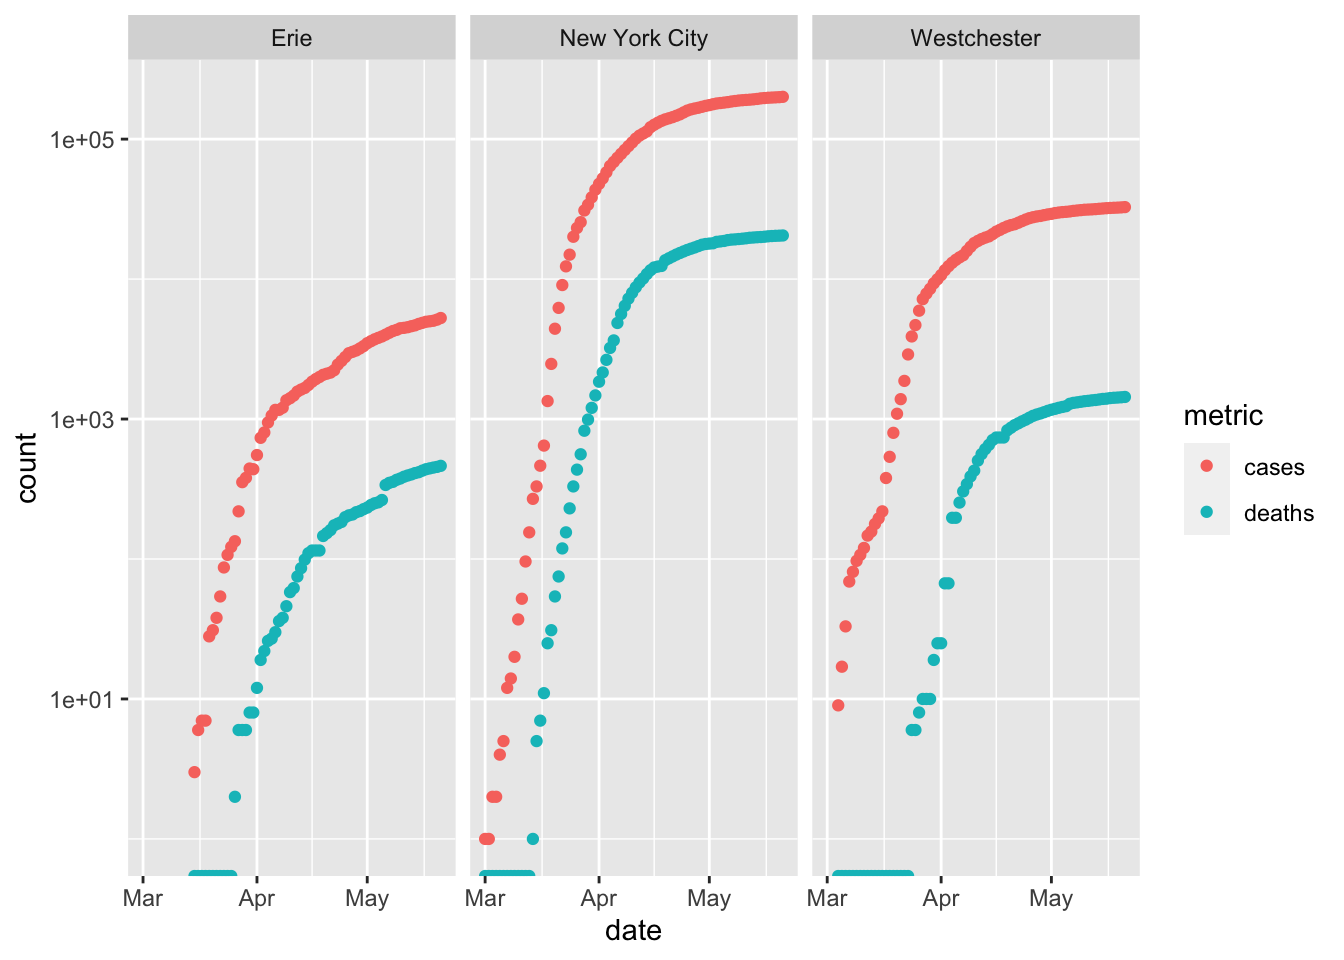 Erie
New York City
Westchester
1e+05
1e+03
1e+01
count
Mar
Apr
May
Mar
Apr
May
Mar
Apr
May
date
metric
cases
deaths